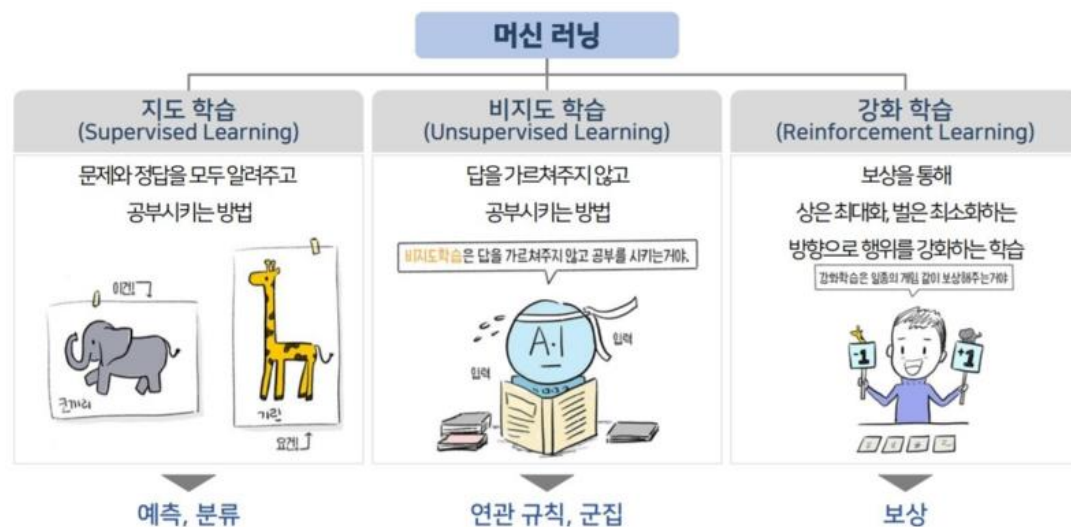 머신 러닝
지도 학습
(Supervised Learning)
문제와 정답을 모두 알려주고
공부시키는 방법
이건!
코끼리
기린
요건!
예측, 분류
비지도 학습
(Unsupervised Learning)
답을 가르쳐주지 않고
공부시키는 방법
비지도학습은 답을 가르쳐주지 않고 공부를 시키는거야.
A.I
입력
입력
연관 규칙, 군집
강화 학습
(Reinforcement Learning)
보상을 통해
상은 최대화, 벌은 최소화하는
방향으로 행위를 강화하는 학습
강화학습은 일종의 게임 같이 보상해주는거야
-1
+1
보상